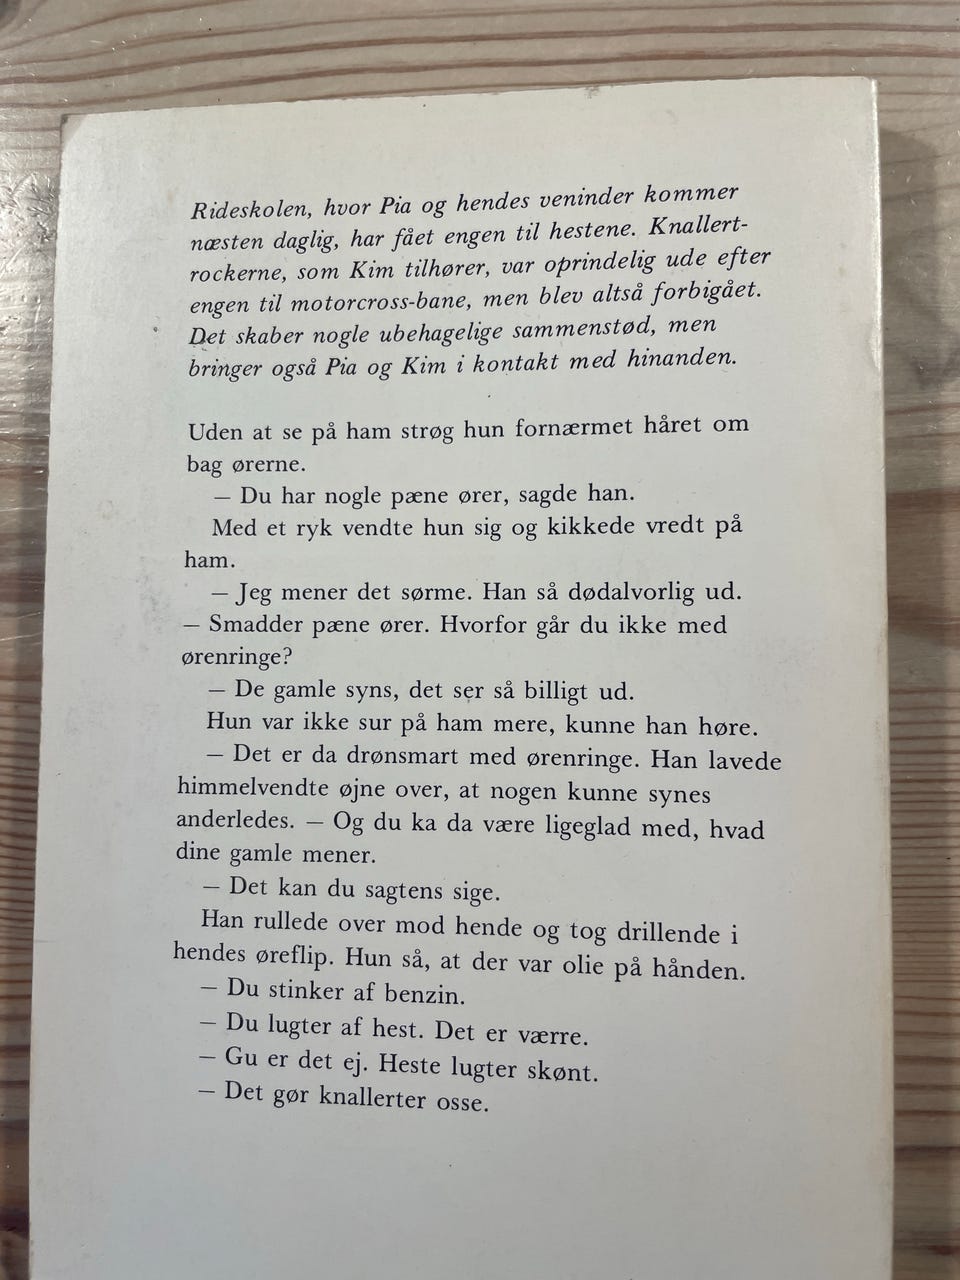 Rideskolen, hvor Pia og hendes veninder kommer
næsten daglig, har fået engen til hestene. Knallert-
rockerne, som Kim tilhører, var oprindelig ude efter
engen til motorcross-bane, men blev altså forbigået.
Det skaber nogle ubehagelige sammenstød, men
bringer også Pia og Kim i kontakt med hinanden.
Uden at se på ham strøg hun fornærmet håret om
bag ørerne.
— Du har nogle pæne ører, sagde han.
Med et ryk vendte hun sig og kikkede vredt på
ham.
— Jeg mener det sørme. Han så dødalvorlig ud.
— Smadder pæne ører. Hvorfor går du ikke med
ørenringe?
— De gamle syns, det ser så billigt ud.
Hun var ikke sur på ham mere, kunne han høre.
— Det er da drønsmart med ørenringe. Han lavede
himmelvendte øjne over, at nogen kunne synes
anderledes. — Og du ka da være ligeglad med, hvad
dine gamle mener.
— Det kan du sagtens sige.
Han rullede over mod hende og tog drillende i
hendes øreflip. Hun så, at der var olie på hånden.
— Du stinker af benzin.
— Du lugter af hest. Det er værre.
— Gu er det ej. Heste lugter skønt.
— Det gør knallerter osse.